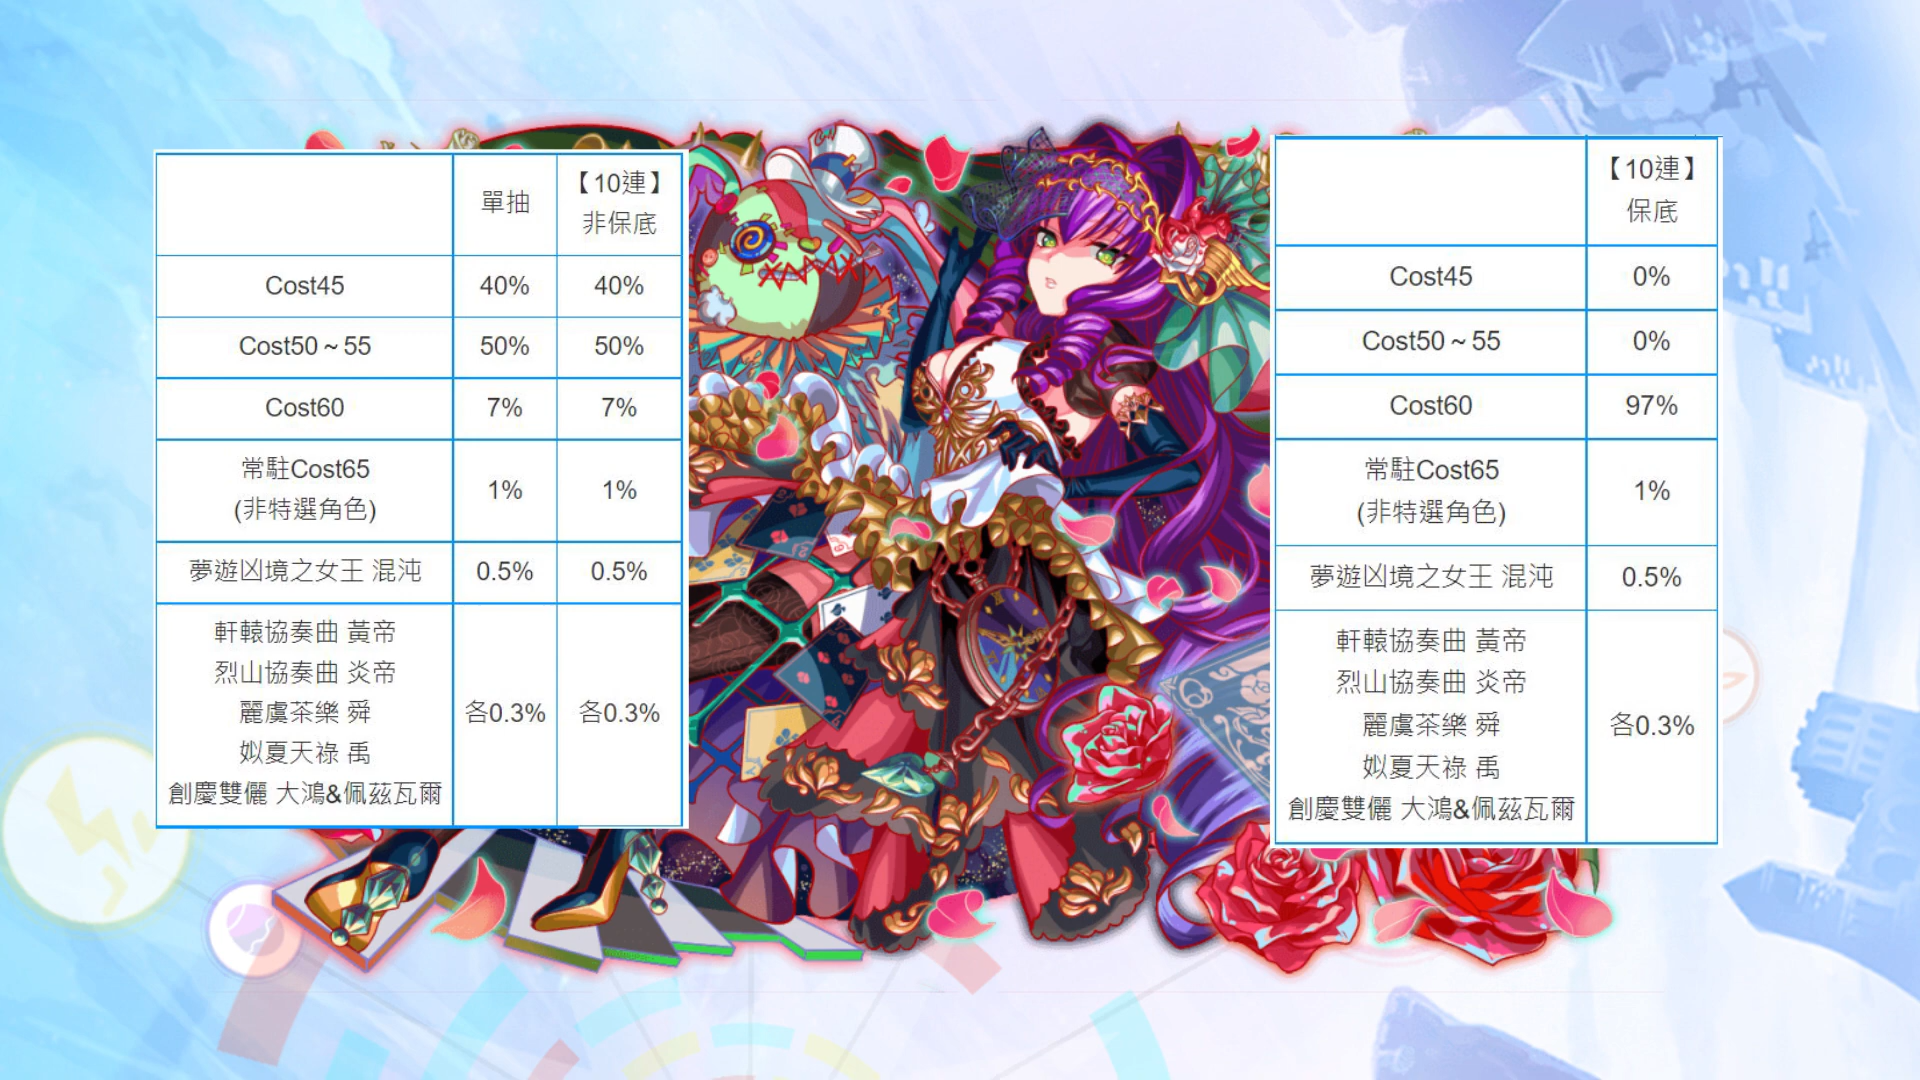 單抽
【10連】
非保底
Cost45 40% 40%
Cost50～55 50% 50%
Cost60 7% 7%
常駐Cost65
(非特選角色)
1% 1%
夢遊凶境之女王 混沌 0.5% 0.5%
軒轅協奏曲 黃帝
烈山協奏曲 炎帝
麗虞茶樂 舜
姒夏天祿 禹
創慶雙儷 大鴻&佩茲瓦爾
各0.3% 各0.3%
【10連】
保底
Cost45 0%
Cost50～55 0%
Cost60 97%
常駐Cost65
(非特選角色)
1%
夢遊凶境之女王 混沌 0.5%
軒轅協奏曲 黃帝
烈山協奏曲 炎帝
麗虞茶樂 舜
姒夏天祿 禹
創慶雙儷 大鴻&佩茲瓦爾
各0.3%